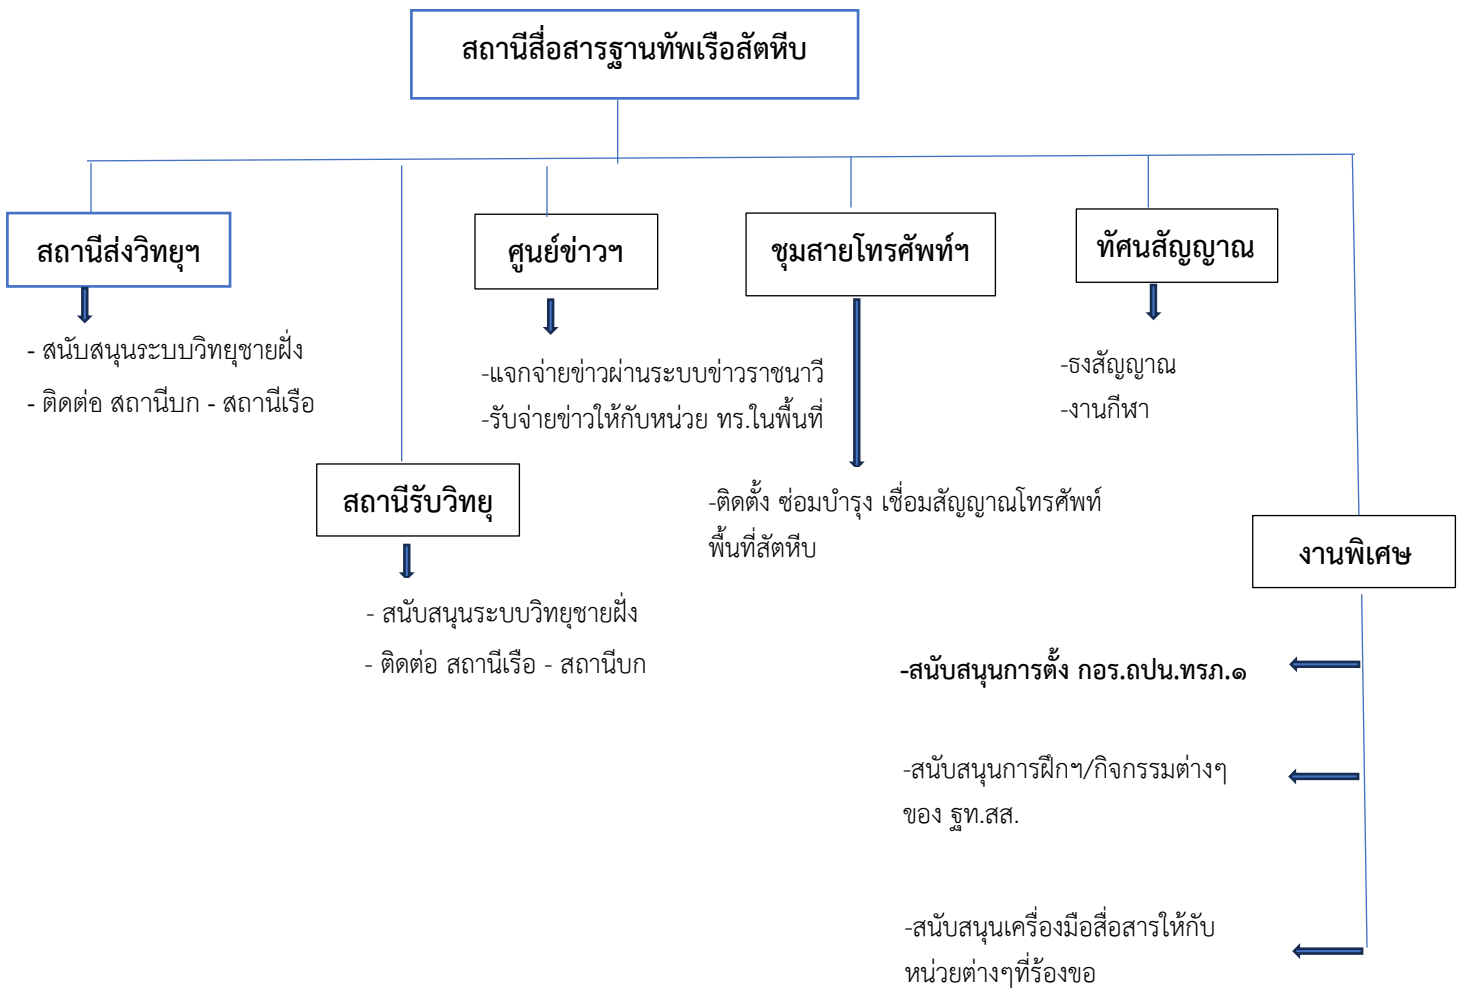 สถานีสื่อสารฐานทัพเรือสัตหีบ
สถานีส่งวิทยุฯ
- สนับสนุนระบบวิทยุชายฝั่ง
- ติดต่อ สถานีบก - สถานีเรือ
สถานีรับวิทยุ
- สนับสนุนระบบวิทยุชายฝั่ง
- ติดต่อ สถานีเรือ - สถานีบก
ศูนย์ข่าวฯ
-แจกจ่ายข่าวผ่านระบบข่าวราชนาวี
-รับจ่ายข่าวให้กับหน่วย ทร.ในพื้นที่
ชุมสายโทรศัพท์ฯ
-ติดตั้ง ซ่อมบำรุง เชื่อมสัญญาณโทรศัพท์
พื้นที่สัตหีบ
ทัศนสัญญาณ
-ธงสัญญาณ
-งานกีฬา
งานพิเศษ
-สนับสนุนการตั้ง กอร.ถปน.ทรภ.๑
-สนับสนุนการฝึกฯ/กิจกรรมต่างๆ
ของ ฐท.สส.
-สนับสนุนเครื่องมือสื่อสารให้กับ
หน่วยต่างๆที่ร้องขอ